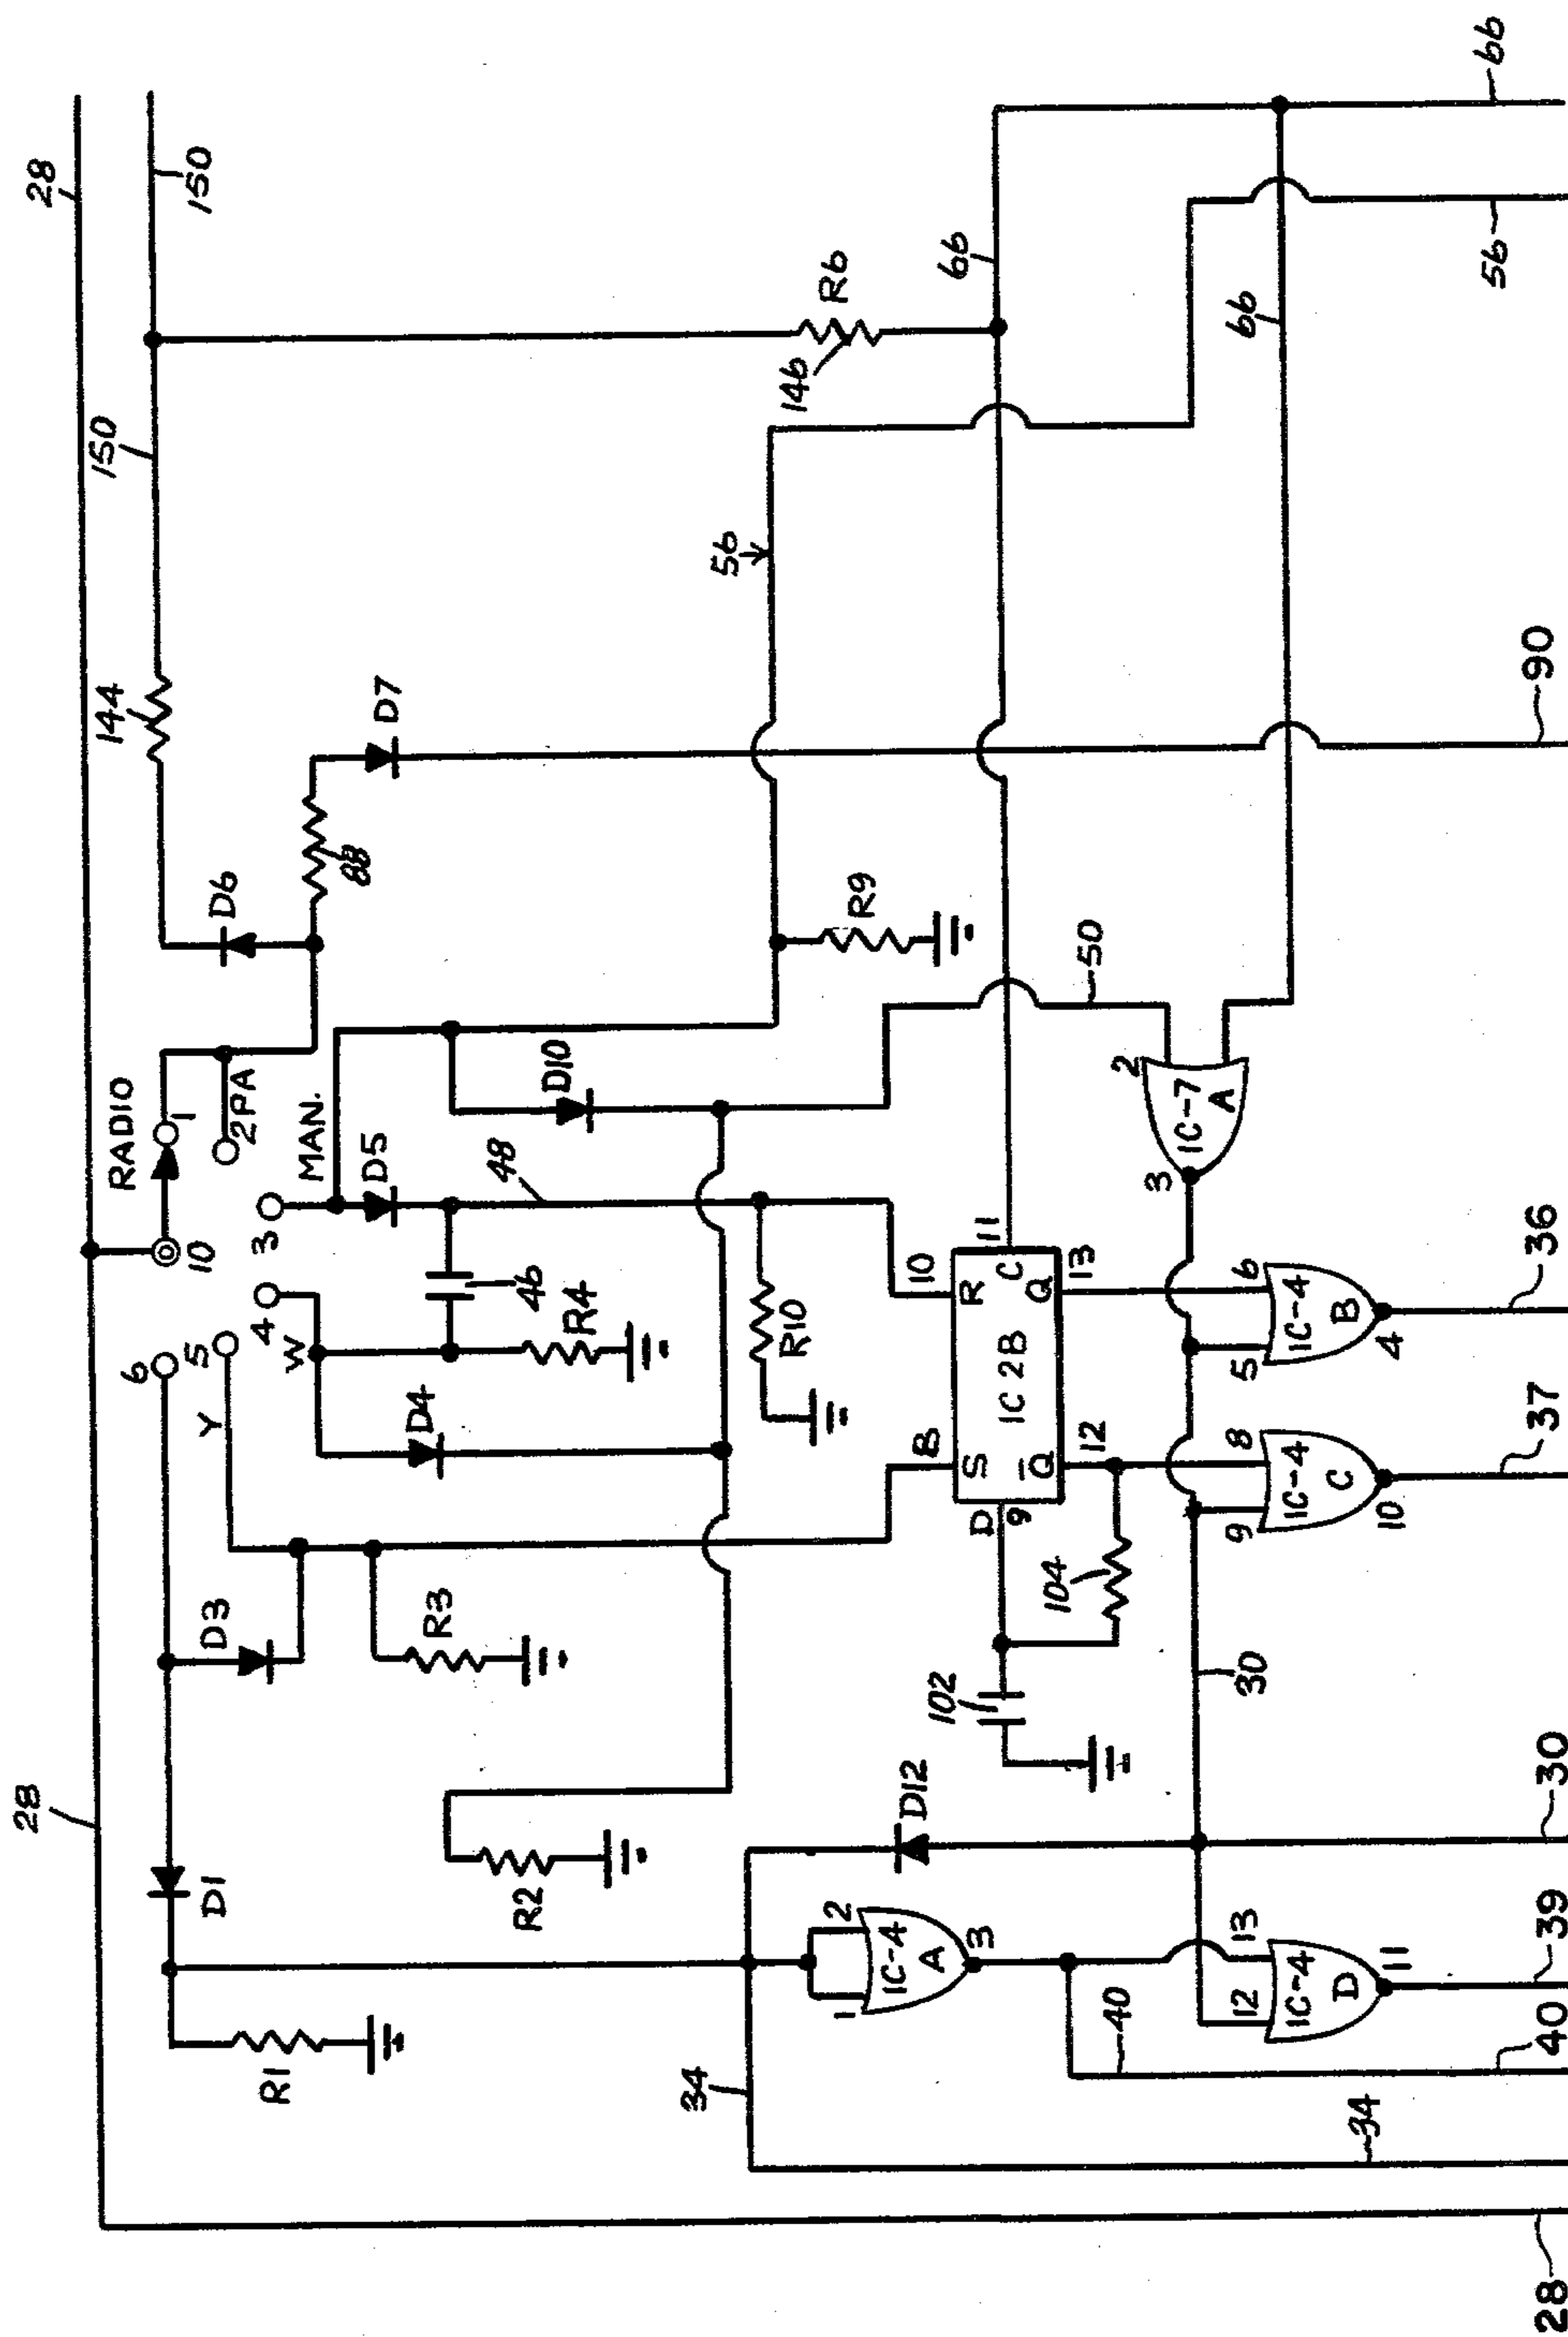 28
28
144
150
RADIO
6
D1
D3
Y
5
10
1
D6
150
2PA
4
3
R1
W
MAN.
88
D5
D7
D4
R3
48
46
D10
R2
R4
34
56
R10
146
R6
R9
D12
8
10
102
66
S
R
11
D
9
IC 2B
C
Q̄
Q
12
13
104
50
1
2
IC-4
A
3
40
2
IC-7
A
3
30
66
12
13
9
8
5
6
IC-4
D
IC-4
C
IC-4
B
11
10
4
34
40
39
30
37
36
90
56
66
28